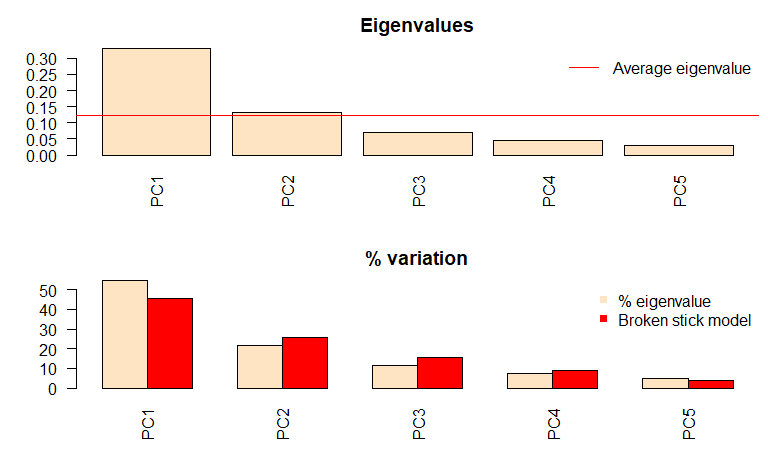 Eigenvalues
0.30
0.25
0.20
0.15
0.10
0.05
0.00
Average eigenvalue
PC1
PC2
PC3
PC4
PC5
% variation
50
40
30
20
10
0
% eigenvalue
Broken stick model
PC1
PC2
PC3
PC4
PC5